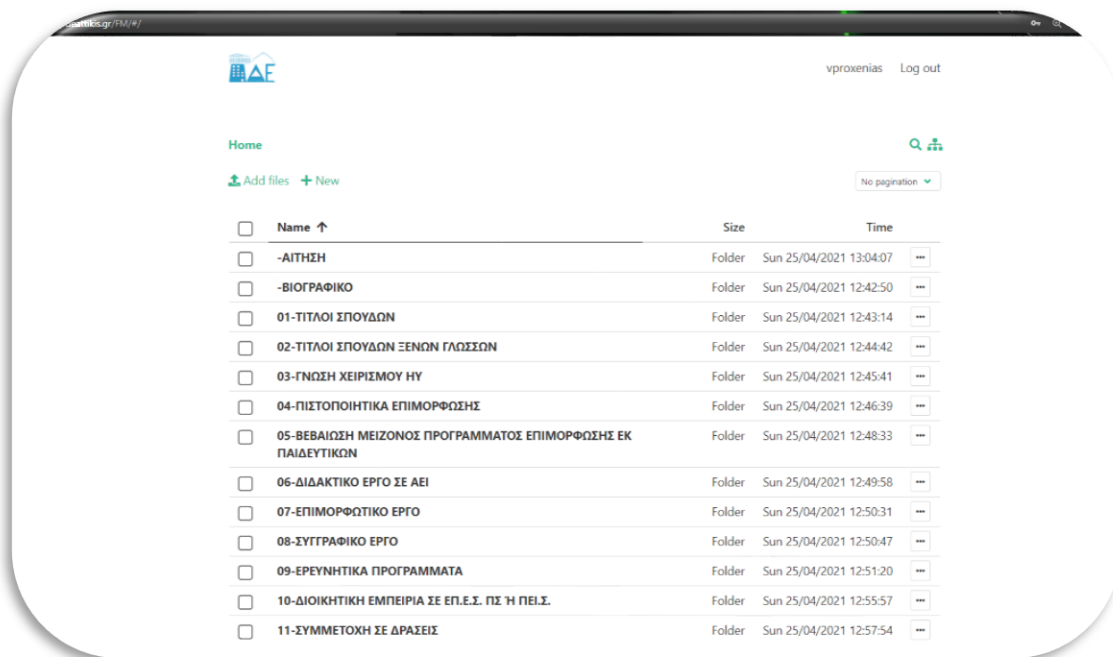 attikis.gr/FM/#/
ΔΕ
vproxenias Log out
Home
Add files + New
No pagination
Name ↑ Size Time
-ΑΙΤΗΣΗ Folder Sun 25/04/2021 13:04:07
-ΒΙΟΓΡΑΦΙΚΟ Folder Sun 25/04/2021 12:42:50
01-ΤΙΤΛΟΙ ΣΠΟΥΔΩΝ Folder Sun 25/04/2021 12:43:14
02-ΤΙΤΛΟΙ ΣΠΟΥΔΩΝ ΞΕΝΩΝ ΓΛΩΣΣΩΝ Folder Sun 25/04/2021 12:44:42
03-ΓΝΩΣΗ ΧΕΙΡΙΣΜΟΥ ΗΥ Folder Sun 25/04/2021 12:45:41
04-ΠΙΣΤΟΠΟΙΗΤΙΚΑ ΕΠΙΜΟΡΦΩΣΗΣ Folder Sun 25/04/2021 12:46:39
05-ΒΕΒΑΙΩΣΗ ΜΕΙΖΟΝΟΣ ΠΡΟΓΡΑΜΜΑΤΟΣ ΕΠΙΜΟΡΦΩΣΗΣ ΕΚ Folder Sun 25/04/2021 12:48:33
ΠΑΙΔΕΥΤΙΚΩΝ
06-ΔΙΔΑΚΤΙΚΟ ΕΡΓΟ ΣΕ ΑΕΙ Folder Sun 25/04/2021 12:49:58
07-ΕΠΙΜΟΡΦΩΤΙΚΟ ΕΡΓΟ Folder Sun 25/04/2021 12:50:31
08-ΣΥΓΓΡΑΦΙΚΟ ΕΡΓΟ Folder Sun 25/04/2021 12:50:47
09-ΕΡΕΥΝΗΤΙΚΑ ΠΡΟΓΡΑΜΜΑΤΑ Folder Sun 25/04/2021 12:51:20
10-ΔΙΟΙΚΗΤΙΚΗ ΕΜΠΕΙΡΙΑ ΣΕ ΕΠ.Ε.Σ. ΠΣ Ή ΠΕΙ.Σ. Folder Sun 25/04/2021 12:55:57
11-ΣΥΜΜΕΤΟΧΗ ΣΕ ΔΡΑΣΕΙΣ Folder Sun 25/04/2021 12:57:54